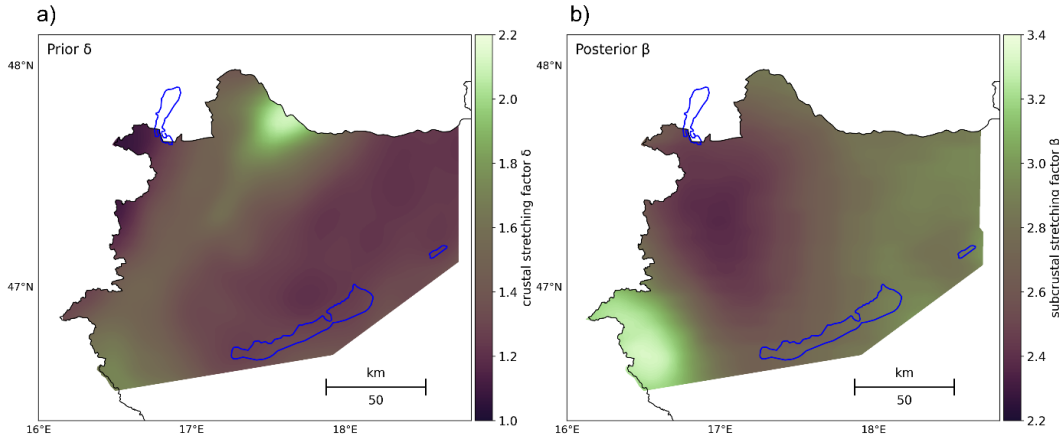 a)
Prior δ
48°N
47°N
16°E
17°E
18°E
km
50
2.2
2.0
1.8
1.6
1.4
1.2
1.0
crustal stretching factor δ
b)
Posterior β
48°N
47°N
16°E
17°E
18°E
km
50
3.4
3.2
3.0
2.8
2.6
2.4
2.2
subcrustal stretching factor β